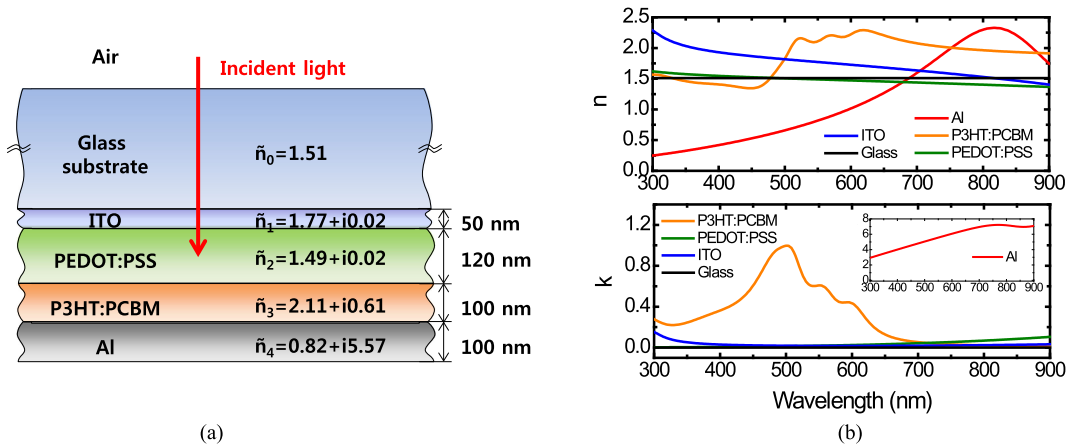 Air
Incident light
Glass
substrate
ñ₀=1.51
ITO
ñ₁=1.77+i0.02
50 nm
PEDOT:PSS
ñ₂=1.49+i0.02
120 nm
P3HT:PCBM
ñ₃=2.11+i0.61
100 nm
Al
ñ₄=0.82+i5.57
100 nm
(a)
2.5
2.0
1.5
1.0
0.5
0.0
n
Al
ITO
P3HT:PCBM
Glass
PEDOT:PSS
300 400 500 600 700 800 900
1.2
0.8
0.4
0.0
k
P3HT:PCBM
PEDOT:PSS
ITO
Glass
8
6
4
2
0
Al
300 400 500 600 700 800 900
300 400 500 600 700 800 900
Wavelength (nm)
(b)